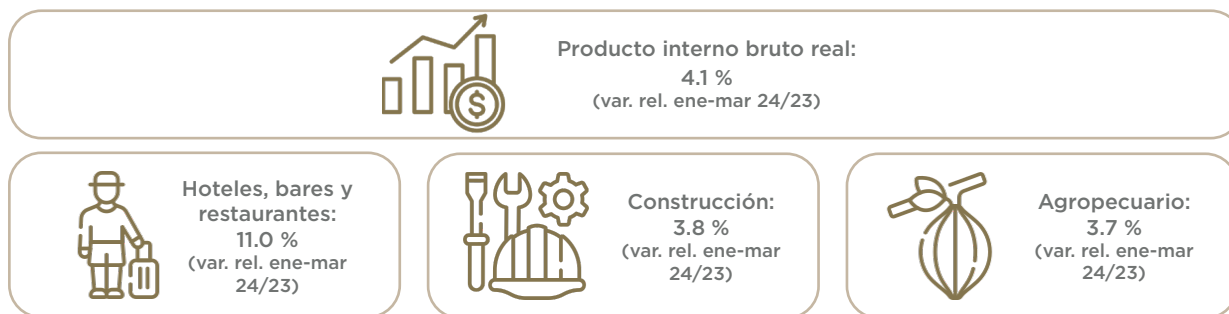 Producto interno bruto real:
4.1 %
(var. rel. ene-mar 24/23)
Hoteles, bares y
restaurantes:
11.0 %
(var. rel. ene-mar
24/23)
Construcción:
3.8 %
(var. rel. ene-mar
24/23)
Agropecuario:
3.7 %
(var. rel. ene-mar
24/23)